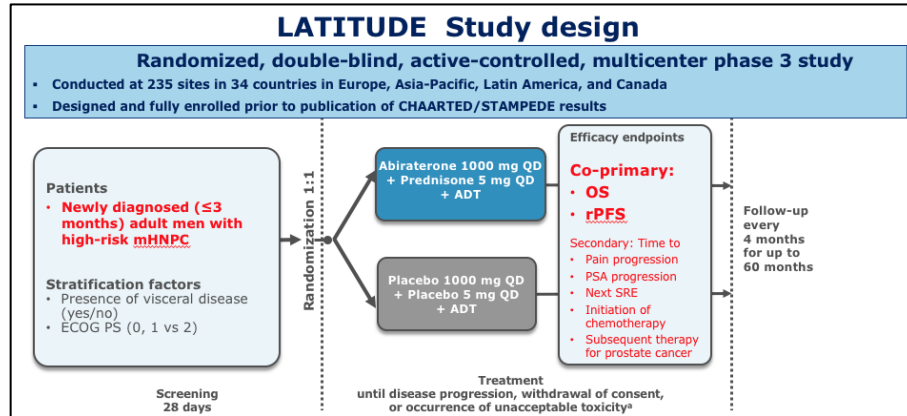 LATITUDE Study design
Randomized, double-blind, active-controlled, multicenter phase 3 study
▪ Conducted at 235 sites in 34 countries in Europe, Asia-Pacific, Latin America, and Canada
▪ Designed and fully enrolled prior to publication of CHAARTED/STAMPEDE results
Patients
• Newly diagnosed (≤3
months) adult men with
high-risk mHNPC
Stratification factors
• Presence of visceral disease
(yes/no)
• ECOG PS (0, 1 vs 2)
Screening
28 days
Randomization 1:1
Abiraterone 1000 mg QD
+ Prednisone 5 mg QD
+ ADT
Placebo 1000 mg QD
+ Placebo 5 mg QD
+ ADT
Efficacy endpoints
Co-primary:
• OS
• rPFS
Secondary: Time to
• Pain progression
• PSA progression
• Next SRE
• Initiation of
chemotherapy
• Subsequent therapy
for prostate cancer
Treatment
until disease progression, withdrawal of consent,
or occurrence of unacceptable toxicityᵃ
Follow-up
every
4 months
for up to
60 months